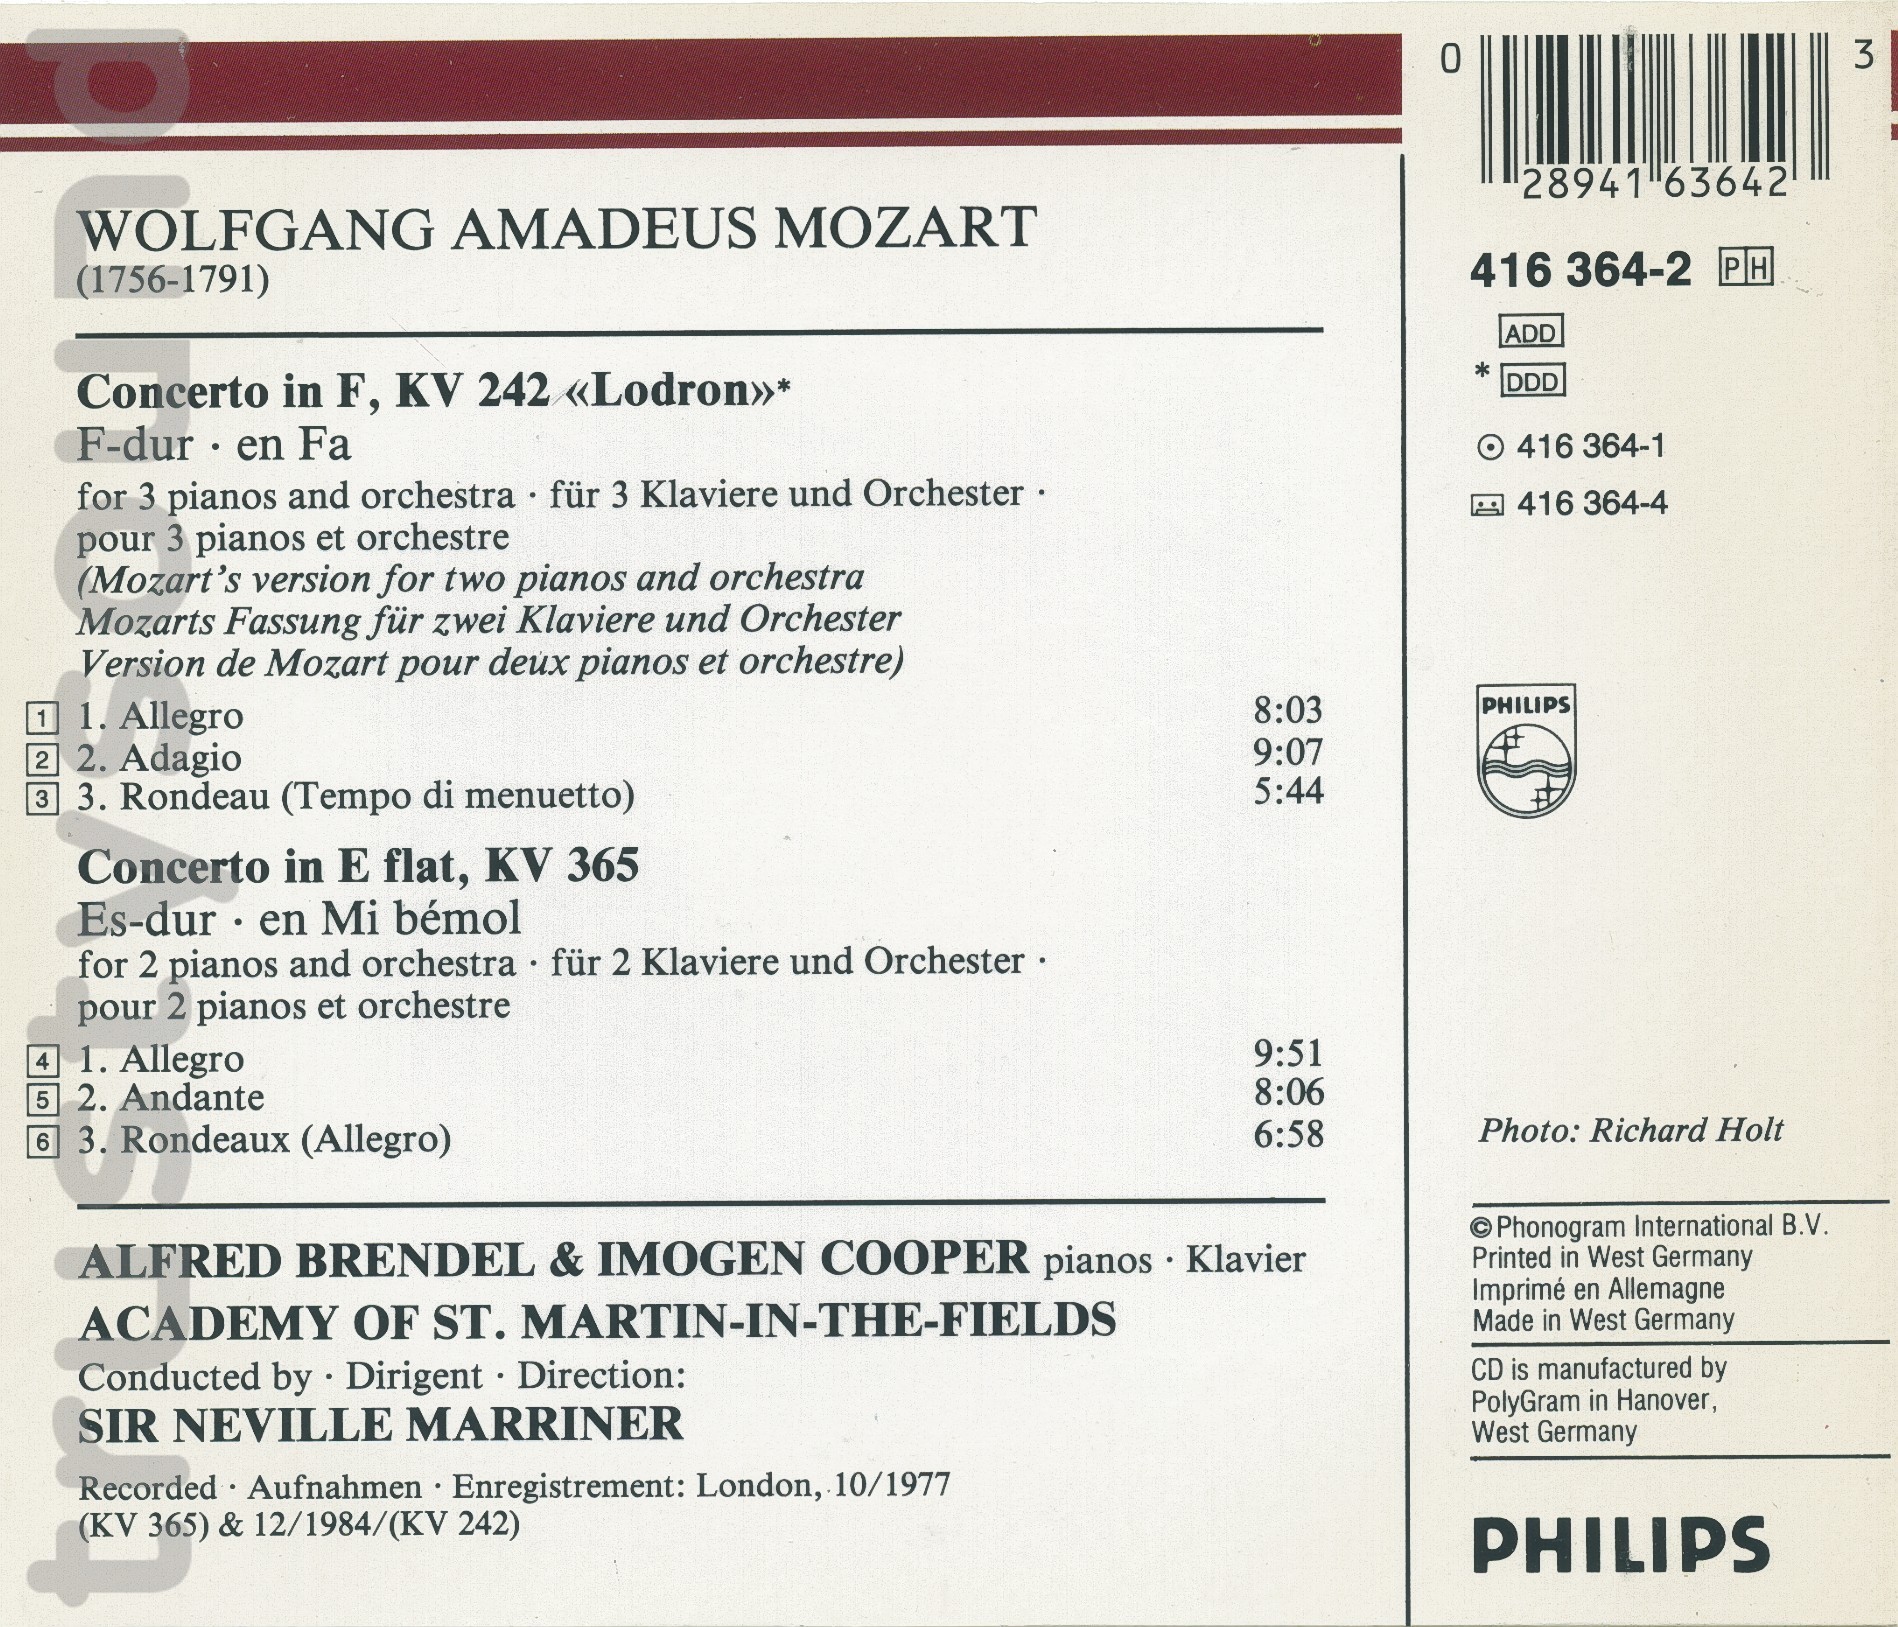 WOLFGANG AMADEUS MOZART
(1756-1791)
Concerto in F, KV 242 «Lodron»*
F-dur · en Fa
for 3 pianos and orchestra · für 3 Klaviere und Orchester ·
pour 3 pianos et orchestre
(Mozart's version for two pianos and orchestra
Mozarts Fassung für zwei Klaviere und Orchester
Version de Mozart pour deux pianos et orchestre)
1 1. Allegro 8:03
2 2. Adagio 9:07
3 3. Rondeau (Tempo di menuetto) 5:44
Concerto in E flat, KV 365
Es-dur · en Mi bémol
for 2 pianos and orchestra · für 2 Klaviere und Orchester ·
pour 2 pianos et orchestre
4 1. Allegro 9:51
5 2. Andante 8:06
6 3. Rondeaux (Allegro) 6:58
ALFRED BRENDEL & IMOGEN COOPER pianos · Klavier
ACADEMY OF ST. MARTIN-IN-THE-FIELDS
Conducted by · Dirigent · Direction:
SIR NEVILLE MARRINER
Recorded · Aufnahmen · Enregistrement: London, 10/1977
(KV 365) & 12/1984/(KV 242)
0 28941 63642 3
416 364-2 PH
ADD
* DDD
416 364-1
416 364-4
PHILIPS
Photo: Richard Holt
© Phonogram International B.V.
Printed in West Germany
Imprimé en Allemagne
Made in West Germany
CD is manufactured by
PolyGram in Hanover,
West Germany
PHILIPS
tru sty soun d